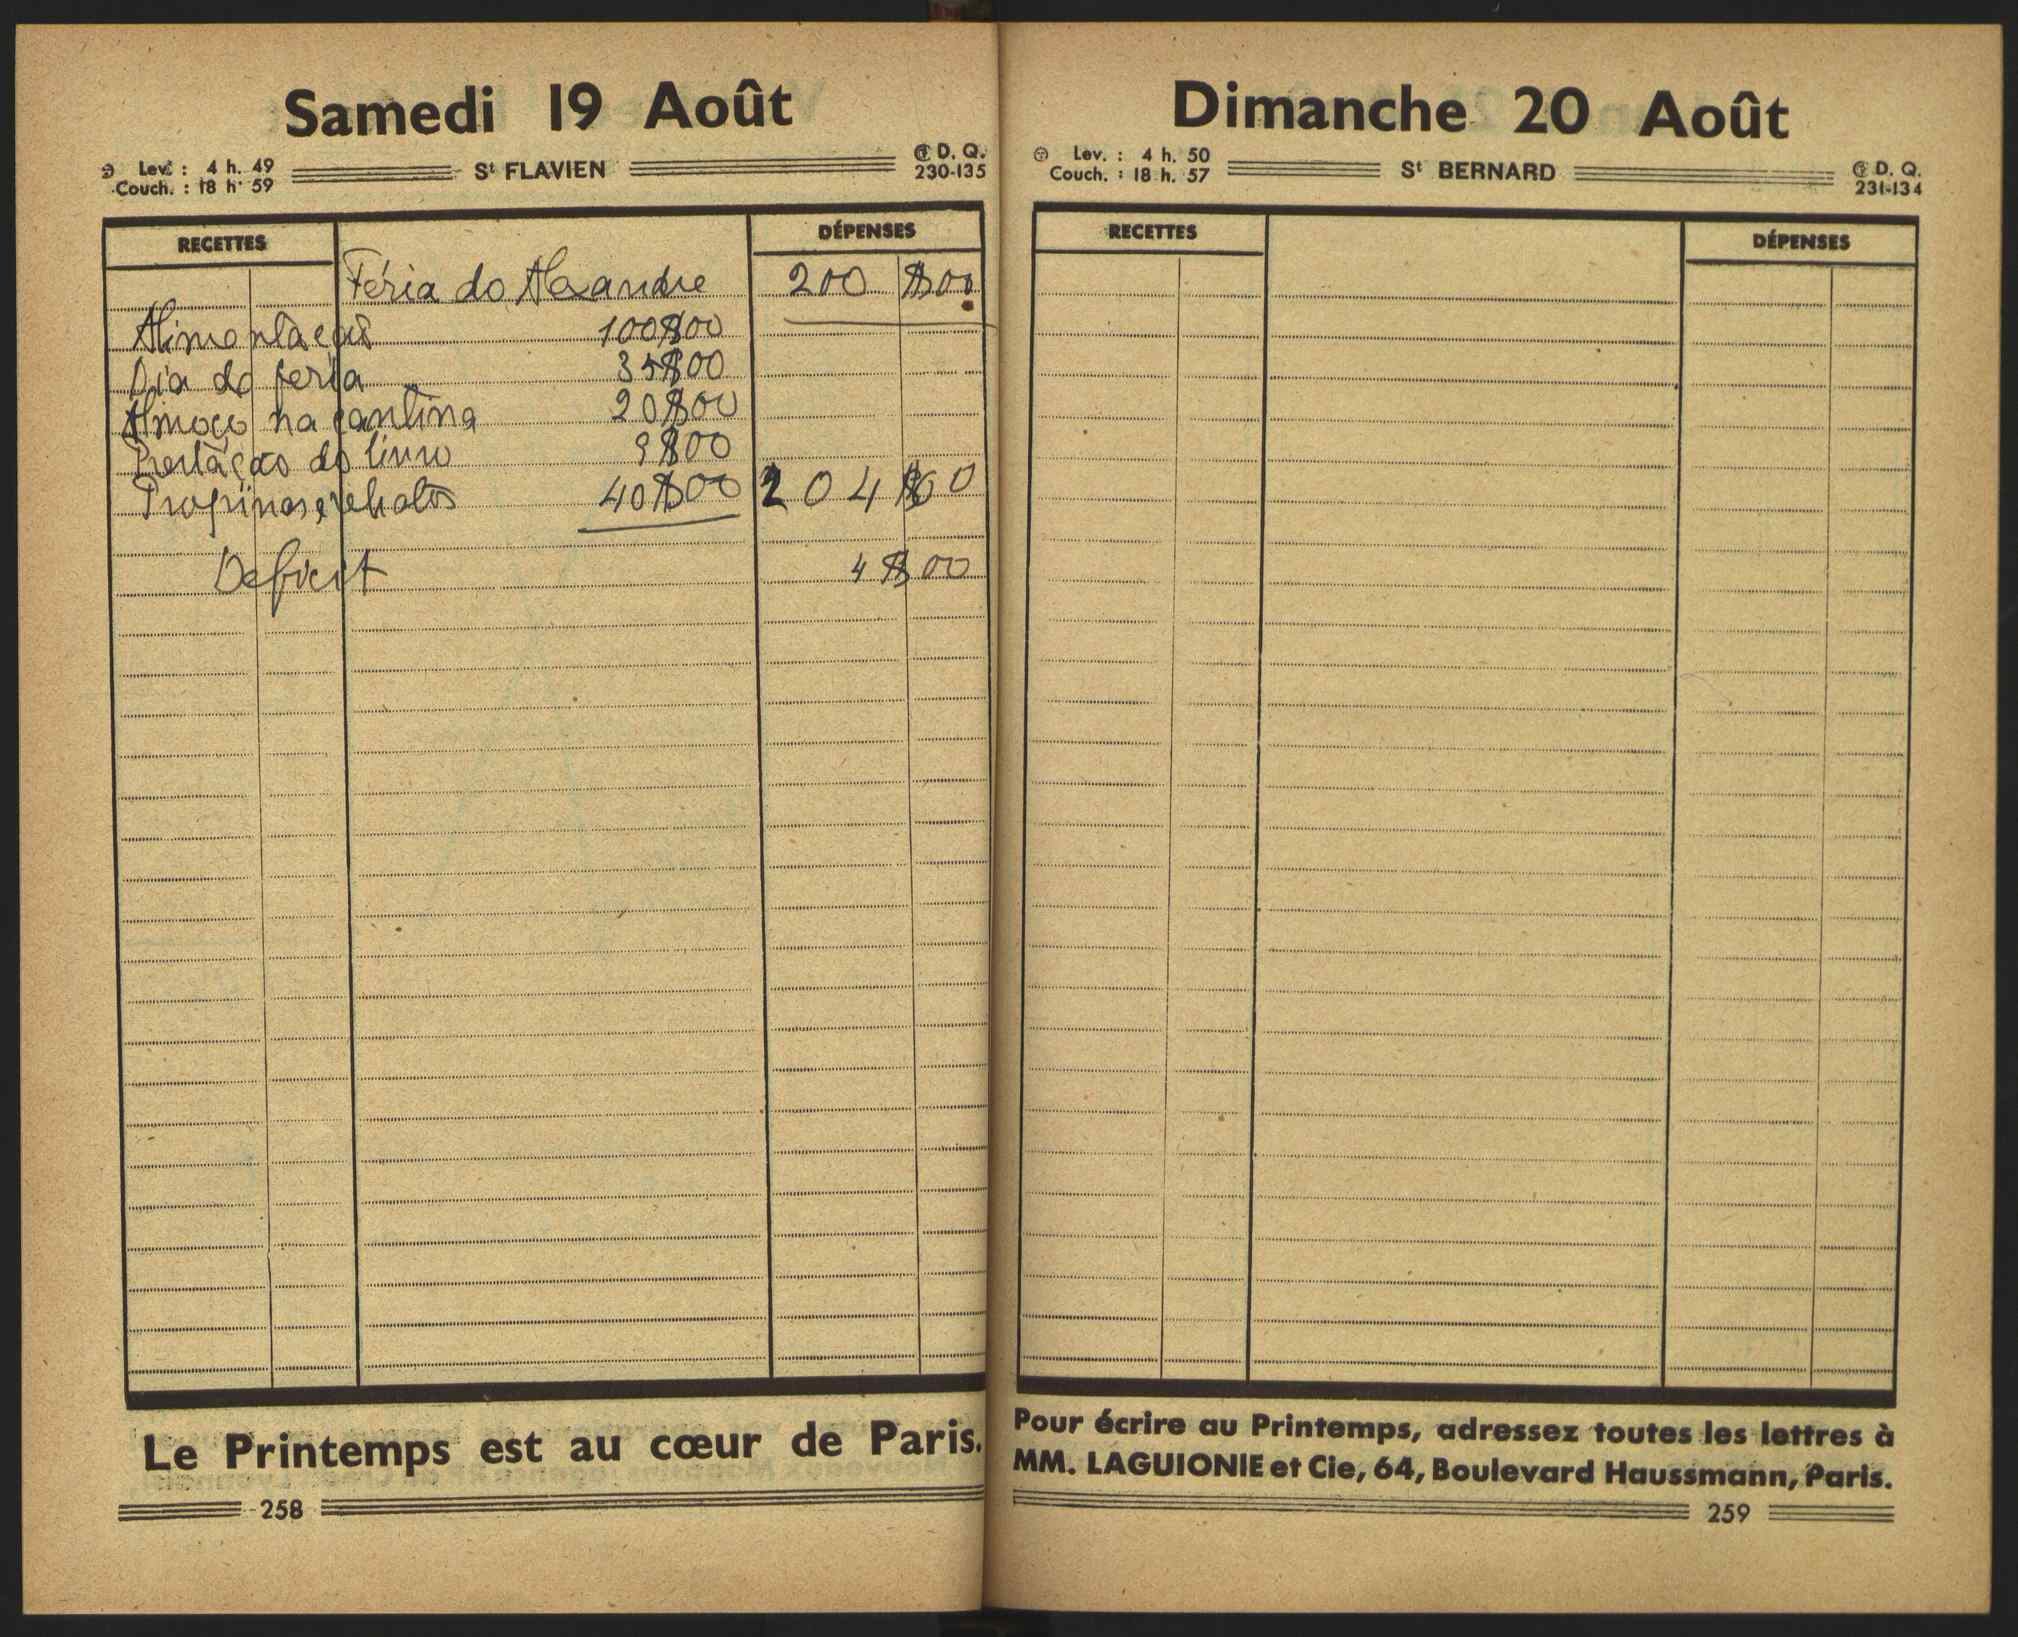 Samedi 19 Août
Lev. : 4 h. 49
Couch. : 18 h. 59
St FLAVIEN
D. Q.
230-135
RECETTES
DÉPENSES
Féria do Alexandre 200$00
Alimentação 100$00
Dia de feria 35$00
Almoço na cantina 20$00
Prestação do livro 9$00
Propinas e rebolos 40$00 204$00
Deficit 4$00
Le Printemps est au cœur de Paris.
258
Dimanche 20 Août
Lev. : 4 h. 50
Couch. : 18 h. 57
St BERNARD
D. Q.
231-134
RECETTES
DÉPENSES
Pour écrire au Printemps, adressez toutes les lettres à
MM. LAGUIONIE et Cie, 64, Boulevard Haussmann, Paris.
259